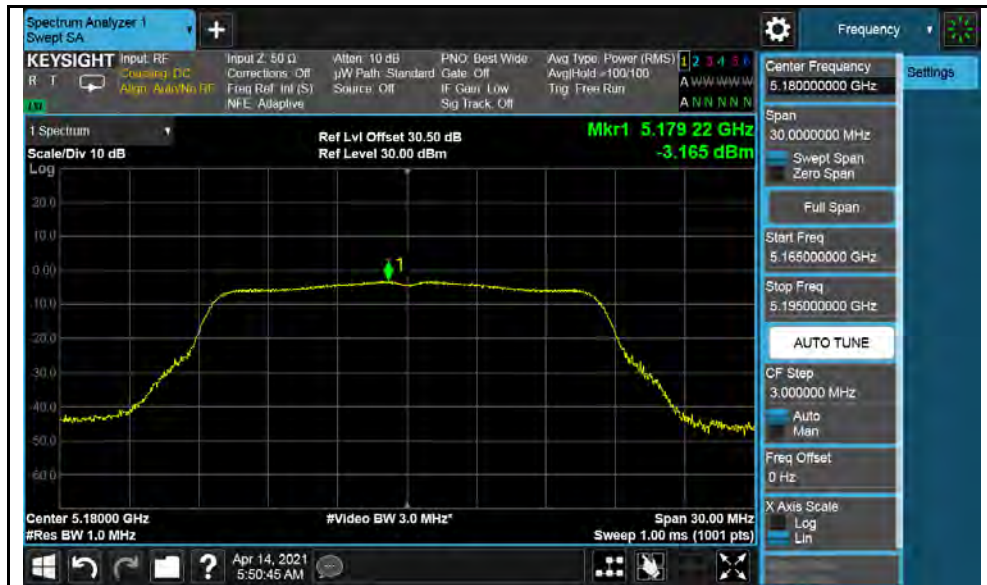 Spectrum Analyzer 1
Swept SA
+
Frequency
KEYSIGHT
R T
Input: RF
Coupling: DC
Align: Auto/No RF
Input Z: 50 Ω
Corrections: Off
Freq Ref: Int (S)
NFE: Adaptive
Atten: 10 dB
µW Path: Standard
Source: Off
PNO: Best Wide
Gate: Off
IF Gain: Low
Sig Track: Off
Avg Type: Power (RMS)
Avg|Hold: >100/100
Trig: Free Run
1 2 3 4 5 6
A W W W W W
A N N N N N
1 Spectrum
Scale/Div 10 dB
Ref Lvl Offset 30.50 dB
Ref Level 30.00 dBm
Mkr1 5.179 22 GHz
-3.165 dBm
Log
20.0
10.0
0.00
-10.0
-20.0
-30.0
-40.0
-50.0
-60.0
1
Center 5.18000 GHz
#Res BW 1.0 MHz
#Video BW 3.0 MHz*
Span 30.00 MHz
Sweep 1.00 ms (1001 pts)
Center Frequency
5.180000000 GHz
Settings
Span
30.0000000 MHz
Swept Span
Zero Span
Full Span
Start Freq
5.165000000 GHz
Stop Freq
5.195000000 GHz
AUTO TUNE
CF Step
3.000000 MHz
Auto
Man
Freq Offset
0 Hz
X Axis Scale
Log
Lin
?
Apr 14, 2021
5:50:45 AM